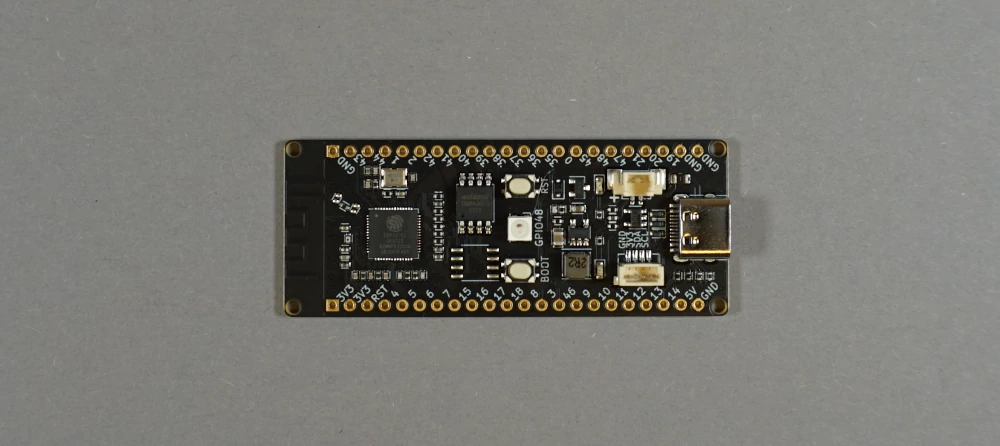 GND 43 44 1 2 42 41 40 39 38 37 36 35 0 45 48 47 21 20 19 GND GND
RST
GPIO48
BOOT
2R2
+
GND
3V3
SDA
SCL
3V3 3V3 RST 4 5 6 7 15 16 17 18 8 3 46 9 10 11 12 13 14 5V GND